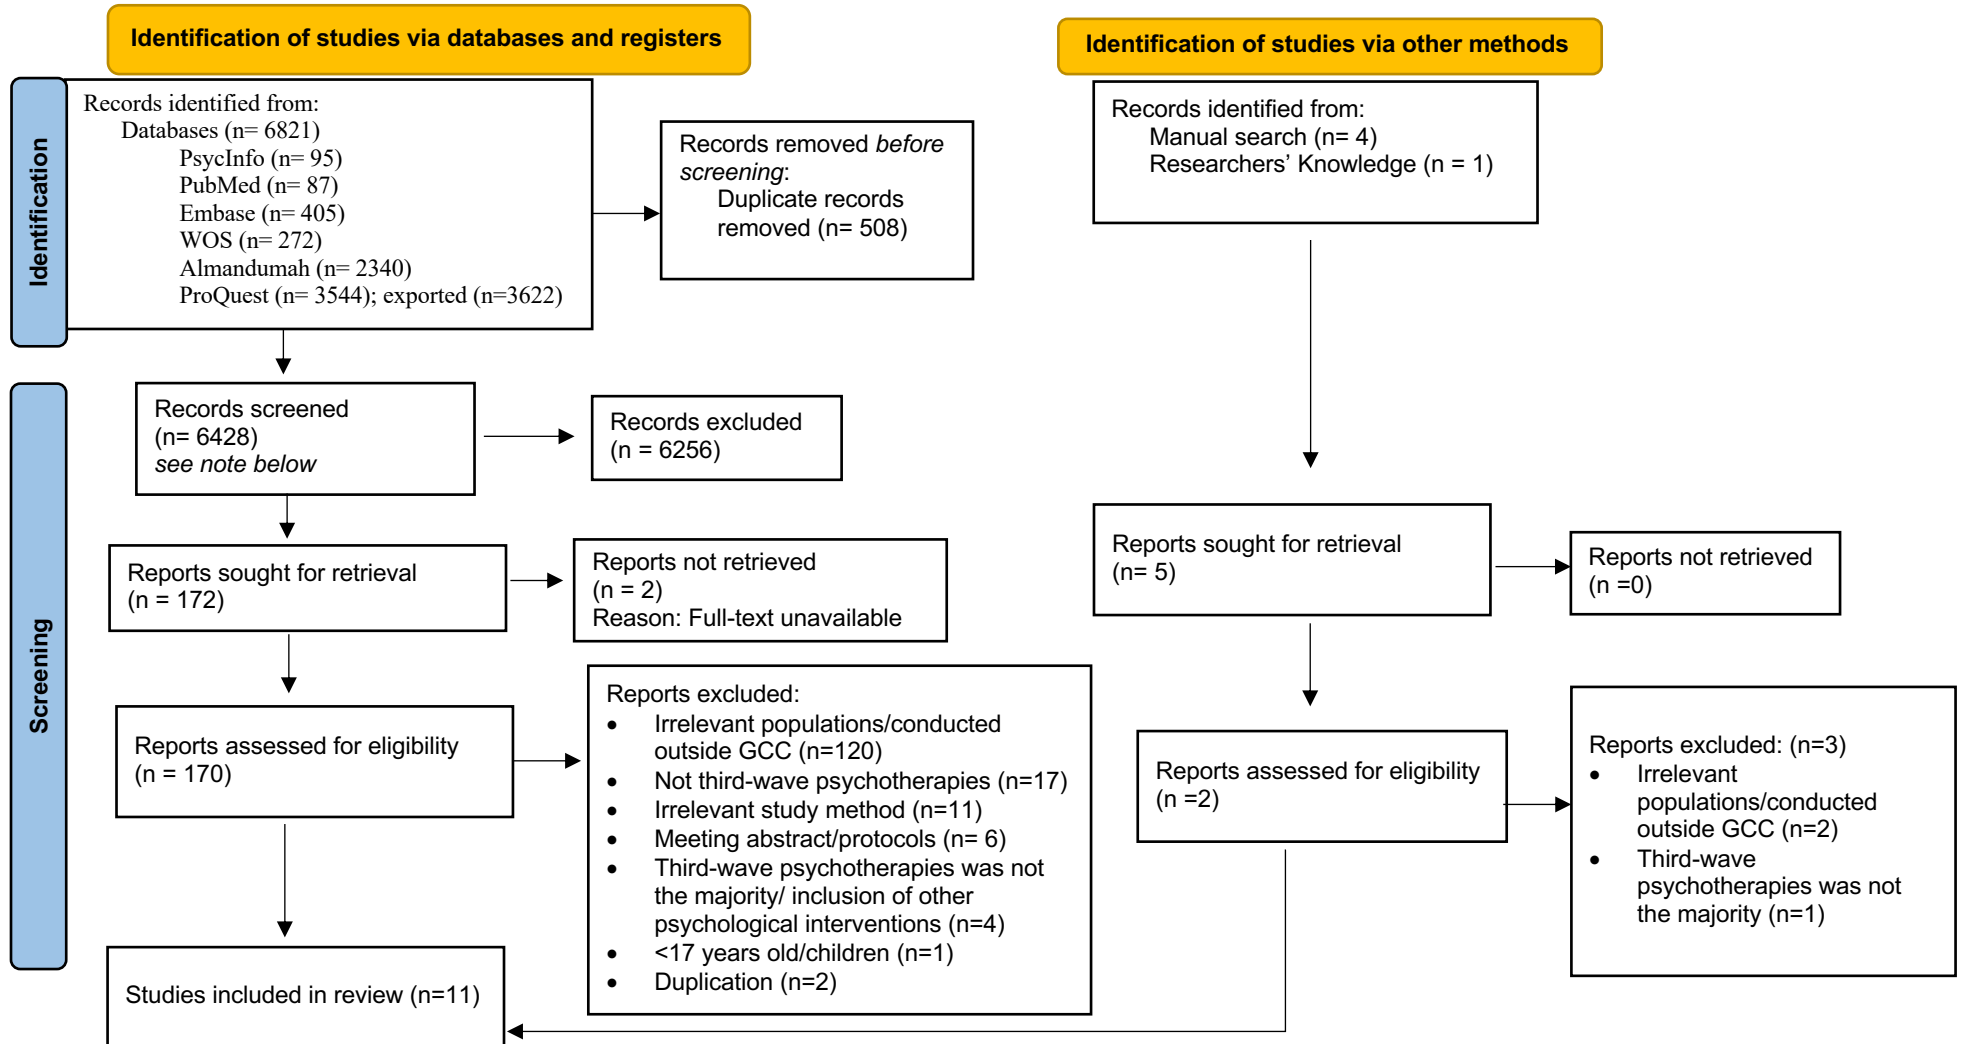 Identification of studies via databases and registers
Identification of studies via other methods
Identification
Records identified from:
Databases (n= 6821)
PsycInfo (n= 95)
PubMed (n= 87)
Embase (n= 405)
WOS (n= 272)
Almandumah (n= 2340)
ProQuest (n= 3544); exported (n=3622)
Records removed before
screening:
Duplicate records
removed (n= 508)
Records identified from:
Manual search (n= 4)
Researchers’ Knowledge (n = 1)
Screening
Records screened
(n= 6428)
see note below
Records excluded
(n = 6256)
Reports sought for retrieval
(n = 172)
Reports not retrieved
(n = 2)
Reason: Full-text unavailable
Reports sought for retrieval
(n= 5)
Reports not retrieved
(n =0)
Reports assessed for eligibility
(n = 170)
Reports excluded:
• Irrelevant populations/conducted
outside GCC (n=120)
• Not third-wave psychotherapies (n=17)
• Irrelevant study method (n=11)
• Meeting abstract/protocols (n= 6)
• Third-wave psychotherapies was not
the majority/ inclusion of other
psychological interventions (n=4)
• <17 years old/children (n=1)
• Duplication (n=2)
Reports assessed for eligibility
(n =2)
Reports excluded: (n=3)
• Irrelevant
populations/conducted
outside GCC (n=2)
• Third-wave
psychotherapies was not
the majority (n=1)
Studies included in review (n=11)